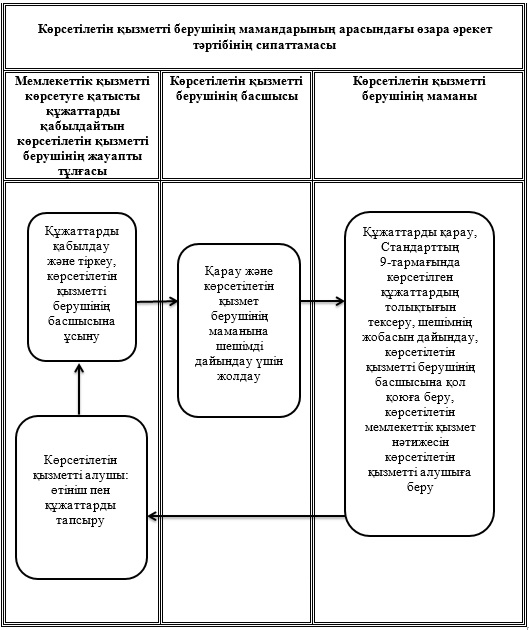 Көрсетілетін қызметті берушінің мамандарының арасындағы өзара әрекет
тәртібінің сипаттамасы
Мемлекеттік қызметті
көрсетуге қатысты
құжаттарды
қабылдайтын
көрсетілетін қызметті
берушінің жауапты
тұлғасы
Көрсетілетін қызметті
берушінің басшысы
Көрсетілетін қызметті
берушінің маманы
Құжаттарды
қабылдау
және тіркеу,
көрсетілетін
қызметті
берушінің
басшысына
ұсыну
Қарау және
көрсетілетін
қызмет
берушінің
маманына
шешімді
дайындау үшін
жолдау
Құжаттарды қарау,
Стандарттың
9-тармағында
көрсетілген
құжаттардың
толықтығын
тексеру, шешімнің
жобасын дайындау,
көрсетілетін
қызметті берушінің
басшысына қол
қоюға беру,
көрсетілетін
мемлекеттік қызмет
нәтижесін
көрсетілетін
қызметті алушыға
беру
Көрсетілетін
қызметті алушы:
өтініш пен
құжаттарды
тапсыру